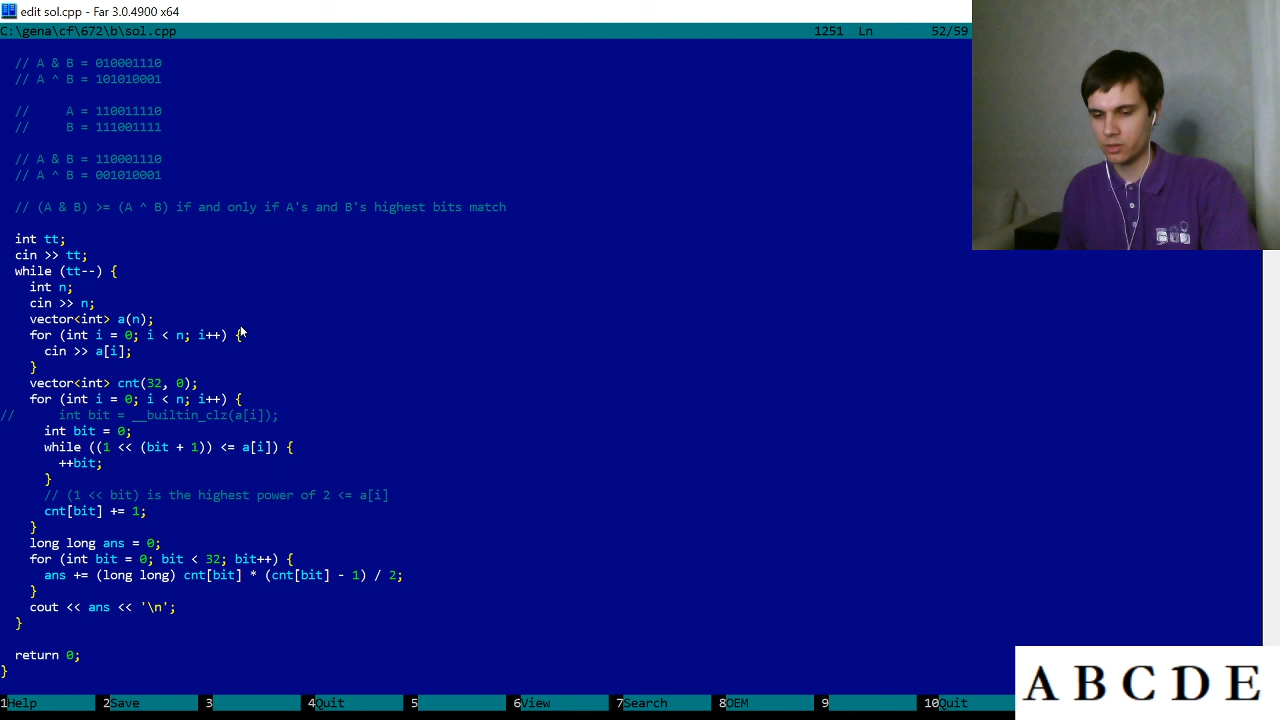 edit sol.cpp - Far 3.0.4900 x64
C:\gena\cf\672\b\sol.cpp 1251 Ln 52/59
// A & B = 010001110
// A ^ B = 101010001
// A = 110011110
// B = 111001111
// A & B = 110001110
// A ^ B = 001010001
// (A & B) >= (A ^ B) if and only if A's and B's highest bits match
int tt;
cin >> tt;
while (tt--) {
int n;
cin >> n;
vector<int> a(n);
for (int i = 0; i < n; i++) {
cin >> a[i];
}
vector<int> cnt(32, 0);
for (int i = 0; i < n; i++) {
// int bit = __builtin_clz(a[i]);
int bit = 0;
while ((1 << (bit + 1)) <= a[i]) {
++bit;
}
// (1 << bit) is the highest power of 2 <= a[i]
cnt[bit] += 1;
}
long long ans = 0;
for (int bit = 0; bit < 32; bit++) {
ans += (long long) cnt[bit] * (cnt[bit] - 1) / 2;
}
cout << ans << '\n';
}
return 0;
}
A B C D E
1Help 2Save 3 4Quit 5 6View 7Search 8OEM 9 10Quit